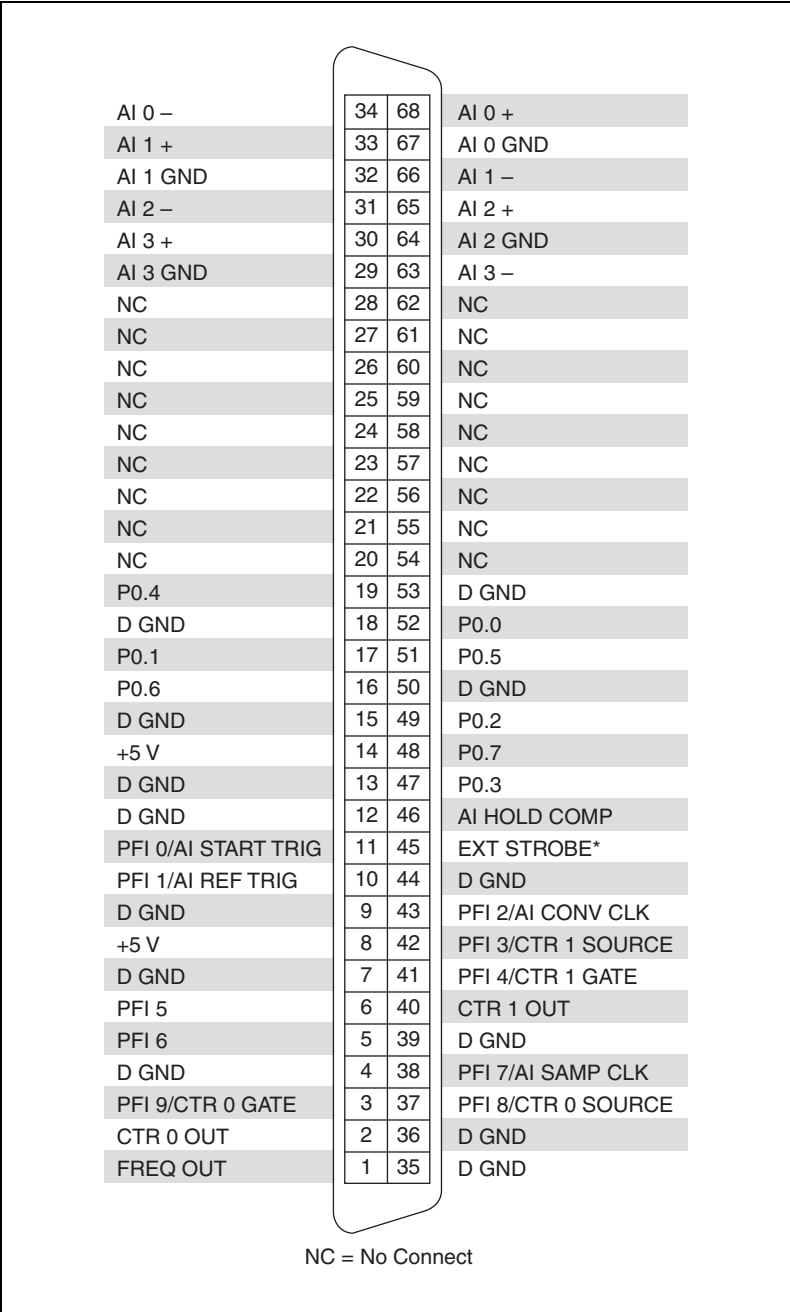 AI 0 – 34 68 AI 0 +
AI 1 + 33 67 AI 0 GND
AI 1 GND 32 66 AI 1 –
AI 2 – 31 65 AI 2 +
AI 3 + 30 64 AI 2 GND
AI 3 GND 29 63 AI 3 –
NC 28 62 NC
NC 27 61 NC
NC 26 60 NC
NC 25 59 NC
NC 24 58 NC
NC 23 57 NC
NC 22 56 NC
NC 21 55 NC
NC 20 54 NC
P0.4 19 53 D GND
D GND 18 52 P0.0
P0.1 17 51 P0.5
P0.6 16 50 D GND
D GND 15 49 P0.2
+5 V 14 48 P0.7
D GND 13 47 P0.3
D GND 12 46 AI HOLD COMP
PFI 0/AI START TRIG 11 45 EXT STROBE*
PFI 1/AI REF TRIG 10 44 D GND
D GND 9 43 PFI 2/AI CONV CLK
+5 V 8 42 PFI 3/CTR 1 SOURCE
D GND 7 41 PFI 4/CTR 1 GATE
PFI 5 6 40 CTR 1 OUT
PFI 6 5 39 D GND
D GND 4 38 PFI 7/AI SAMP CLK
PFI 9/CTR 0 GATE 3 37 PFI 8/CTR 0 SOURCE
CTR 0 OUT 2 36 D GND
FREQ OUT 1 35 D GND
NC = No Connect